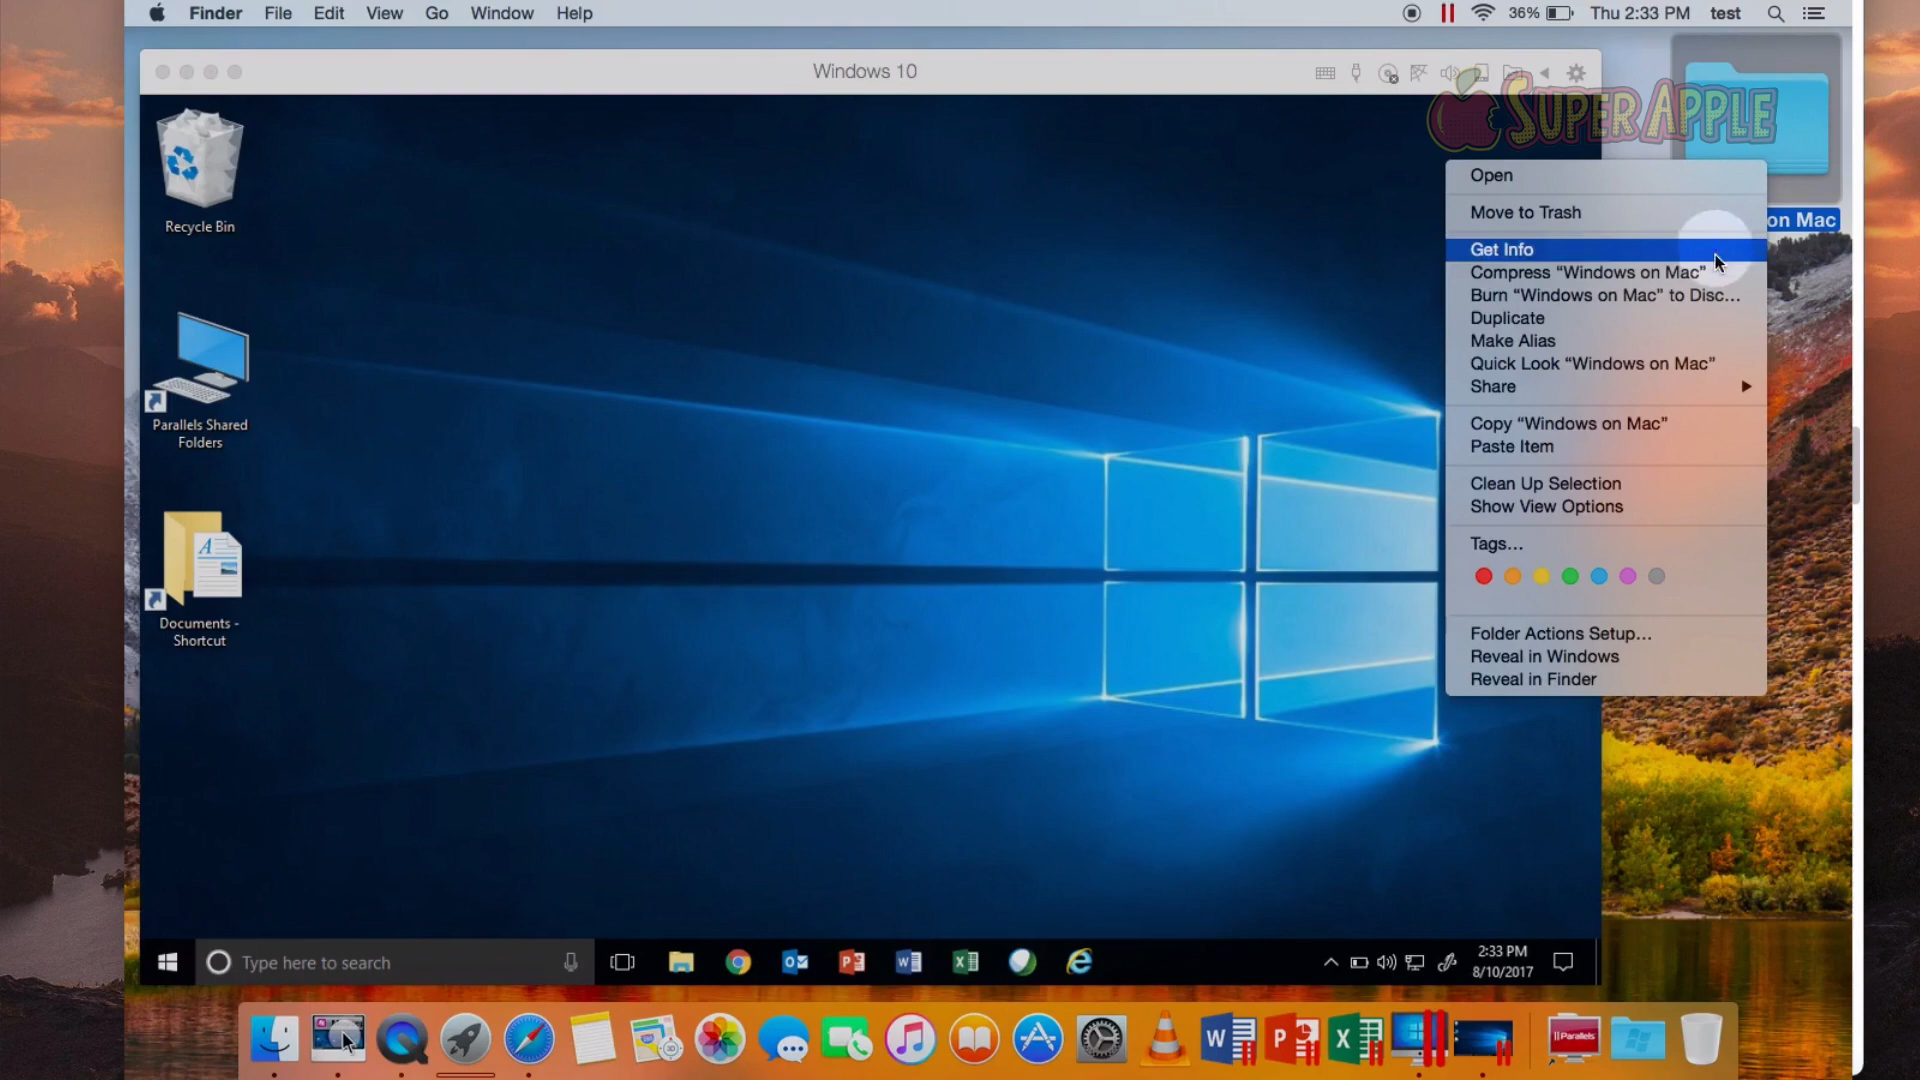 Finder File Edit View Go Window Help
36% Thu 2:33 PM test
Windows 10
SUPER APPLE
Recycle Bin
Parallels Shared
Folders
Documents -
Shortcut
on Mac
Open
Move to Trash
Get Info
Compress “Windows on Mac”
Burn “Windows on Mac” to Disc…
Duplicate
Make Alias
Quick Look “Windows on Mac”
Share
Copy “Windows on Mac”
Paste Item
Clean Up Selection
Show View Options
Tags…
Folder Actions Setup…
Reveal in Windows
Reveal in Finder
Type here to search
2:33 PM
8/10/2017
Parallels